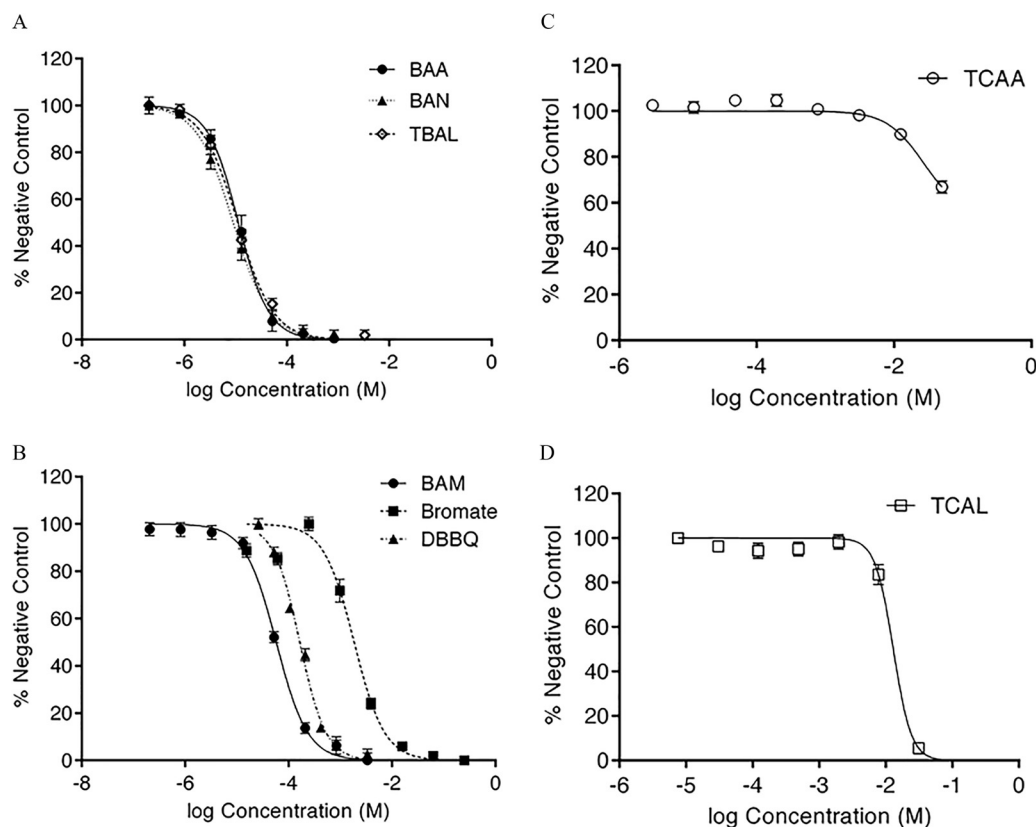 A
120
100
80
60
40
20
0
% Negative Control
BAA
BAN
TBAL
-8 -6 -4 -2 0
log Concentration (M)
C
120
100
80
60
40
20
0
% Negative Control
TCAA
-6 -4 -2 0
log Concentration (M)
B
120
100
80
60
40
20
0
% Negative Control
BAM
Bromate
DBBQ
-8 -6 -4 -2 0
log Concentration (M)
D
120
100
80
60
40
20
0
% Negative Control
TCAL
-6 -5 -4 -3 -2 -1 0
log Concentration (M)